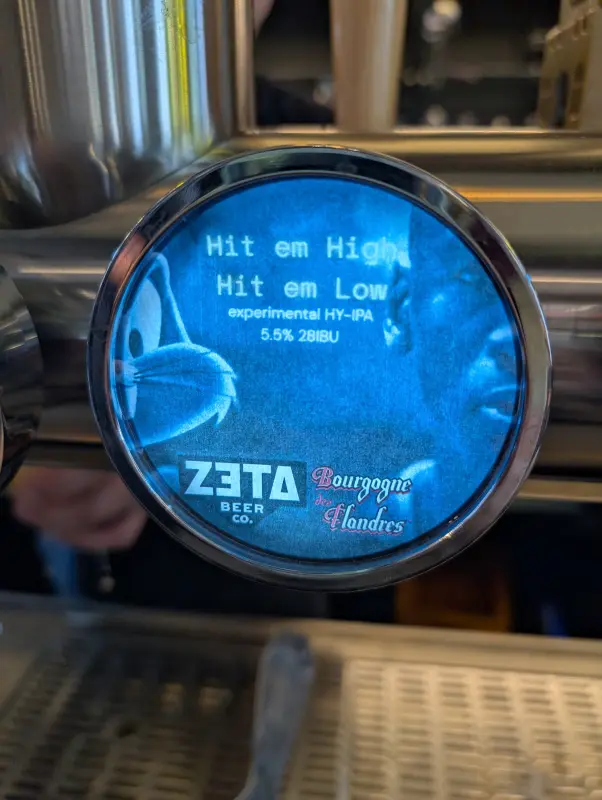 Hit em High
Hit em Low
experimental HY-IPA
5.5% 28IBU
ZETA
BEER
CO.
Bourgogne
des
Flandres